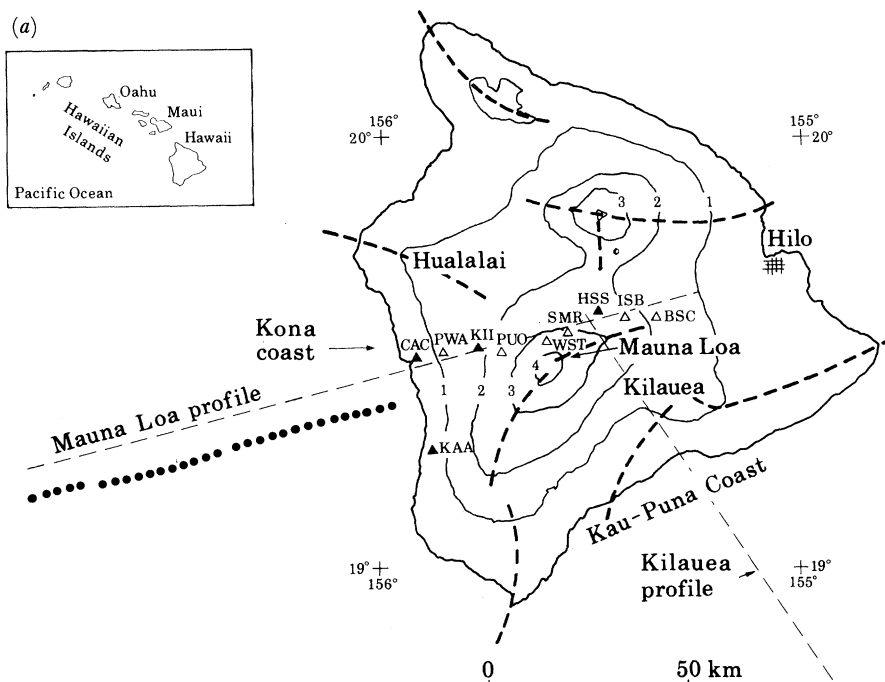 (a)
Oahu
Maui
Hawaii
Hawaiian
Islands
Pacific Ocean
156°
20°
155°
20°
3 2 1
Hualalai
Hilo
Kona
coast
HSS ISB
SMR BSC
CAC PWA KII PUO WST
Mauna Loa
4
1 2 3
Kilauea
Mauna Loa profile
KAA
Kau-Puna Coast
19°
156°
Kilauea
profile
19°
155°
0 50 km